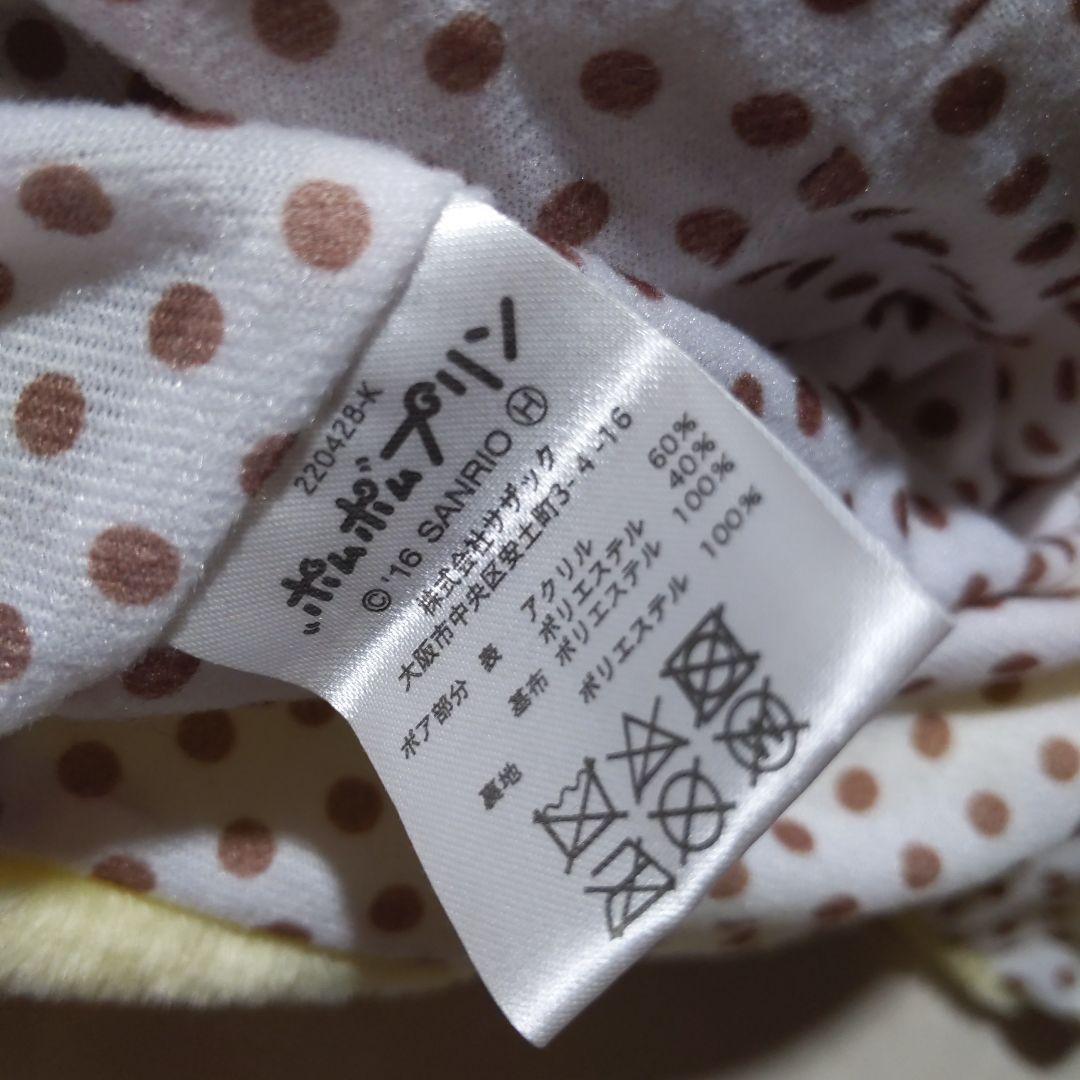 220428-K
ポムポムプリン
© '16 SANRIO Ⓗ
株式会社サザック
大阪市中央区安土町3-4-16
ポア部分 表 アクリル 60%
ポリエステル 40%
基布 ポリエステル 100%
裏地 ポリエステル 100%